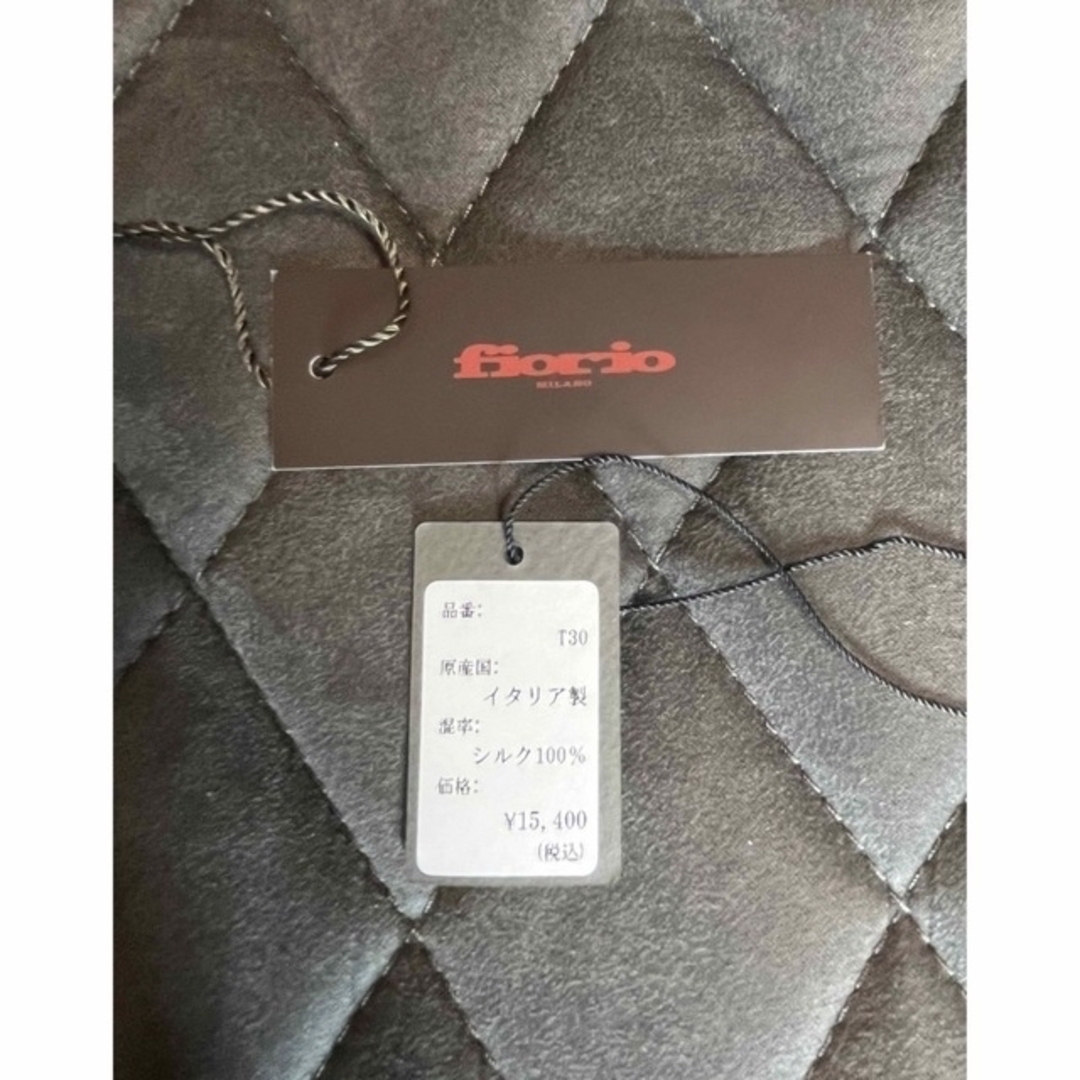 fiorio
MILANO
品番:
T30
原産国:
イタリア製
混率:
シルク100%
価格:
¥15,400
(税込)